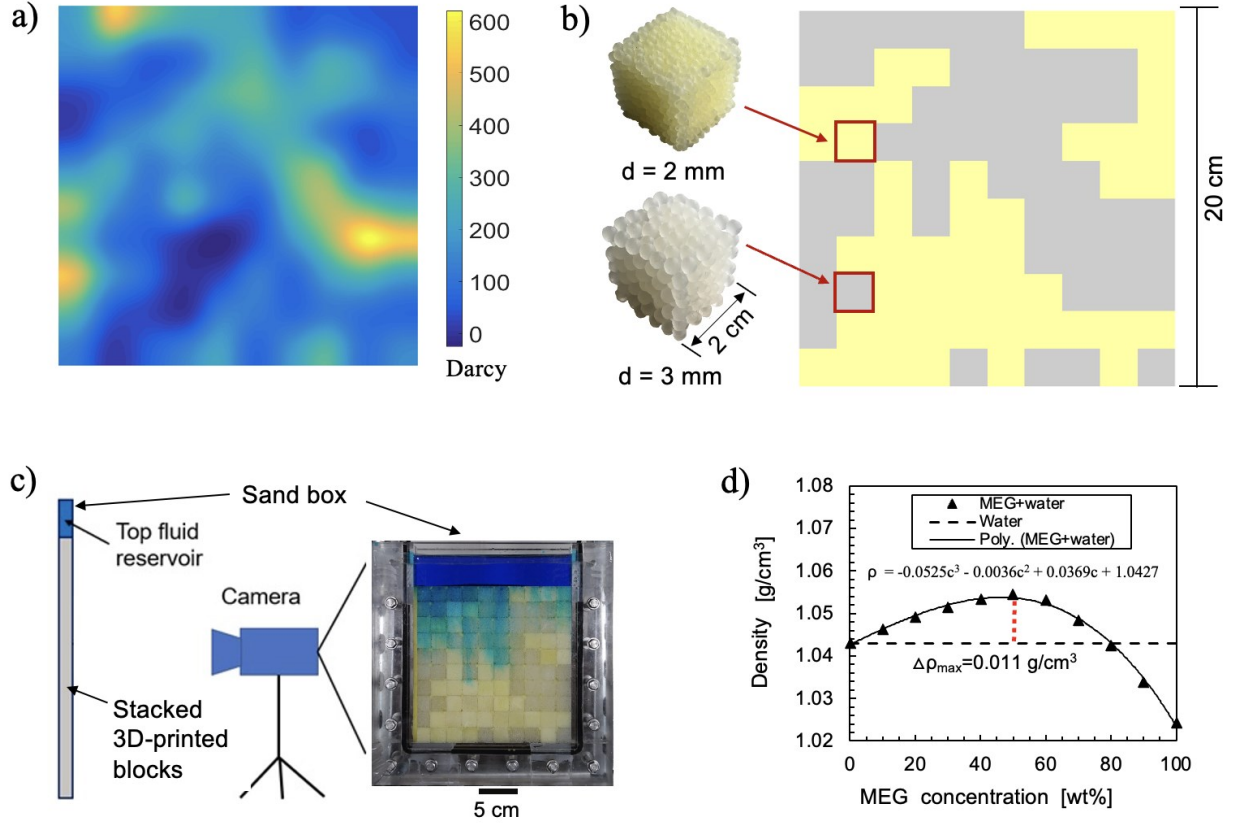 a)
600
500
400
300
200
100
0
Darcy
b)
d = 2 mm
2 cm
d = 3 mm
20 cm
c)
Sand box
Top fluid
reservoir
Camera
Stacked
3D-printed
blocks
5 cm
d)
Density [g/cm³]
1.08
1.07
1.06
1.05
1.04
1.03
1.02
MEG+water
Water
Poly. (MEG+water)
ρ = -0.0525c³ - 0.0036c² + 0.0369c + 1.0427
Δρmax=0.011 g/cm³
0 20 40 60 80 100
MEG concentration [wt%]